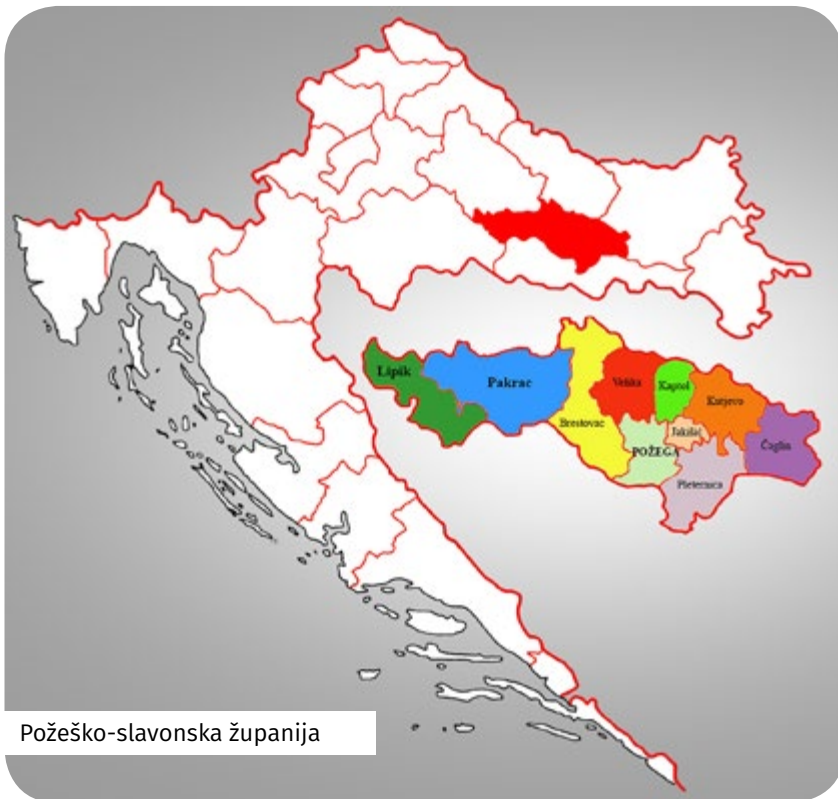 Lipik
Pakrac
Velika
Kaptol
Kutjevo
Brestovac
Jakšić
Čaglin
POŽEGA
Pleternica
Požeško-slavonska županija